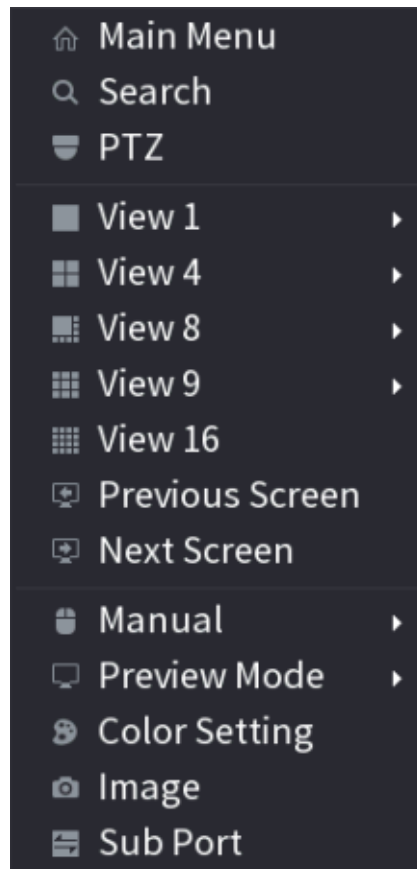 Main Menu
Search
PTZ
View 1
View 4
View 8
View 9
View 16
Previous Screen
Next Screen
Manual
Preview Mode
Color Setting
Image
Sub Port